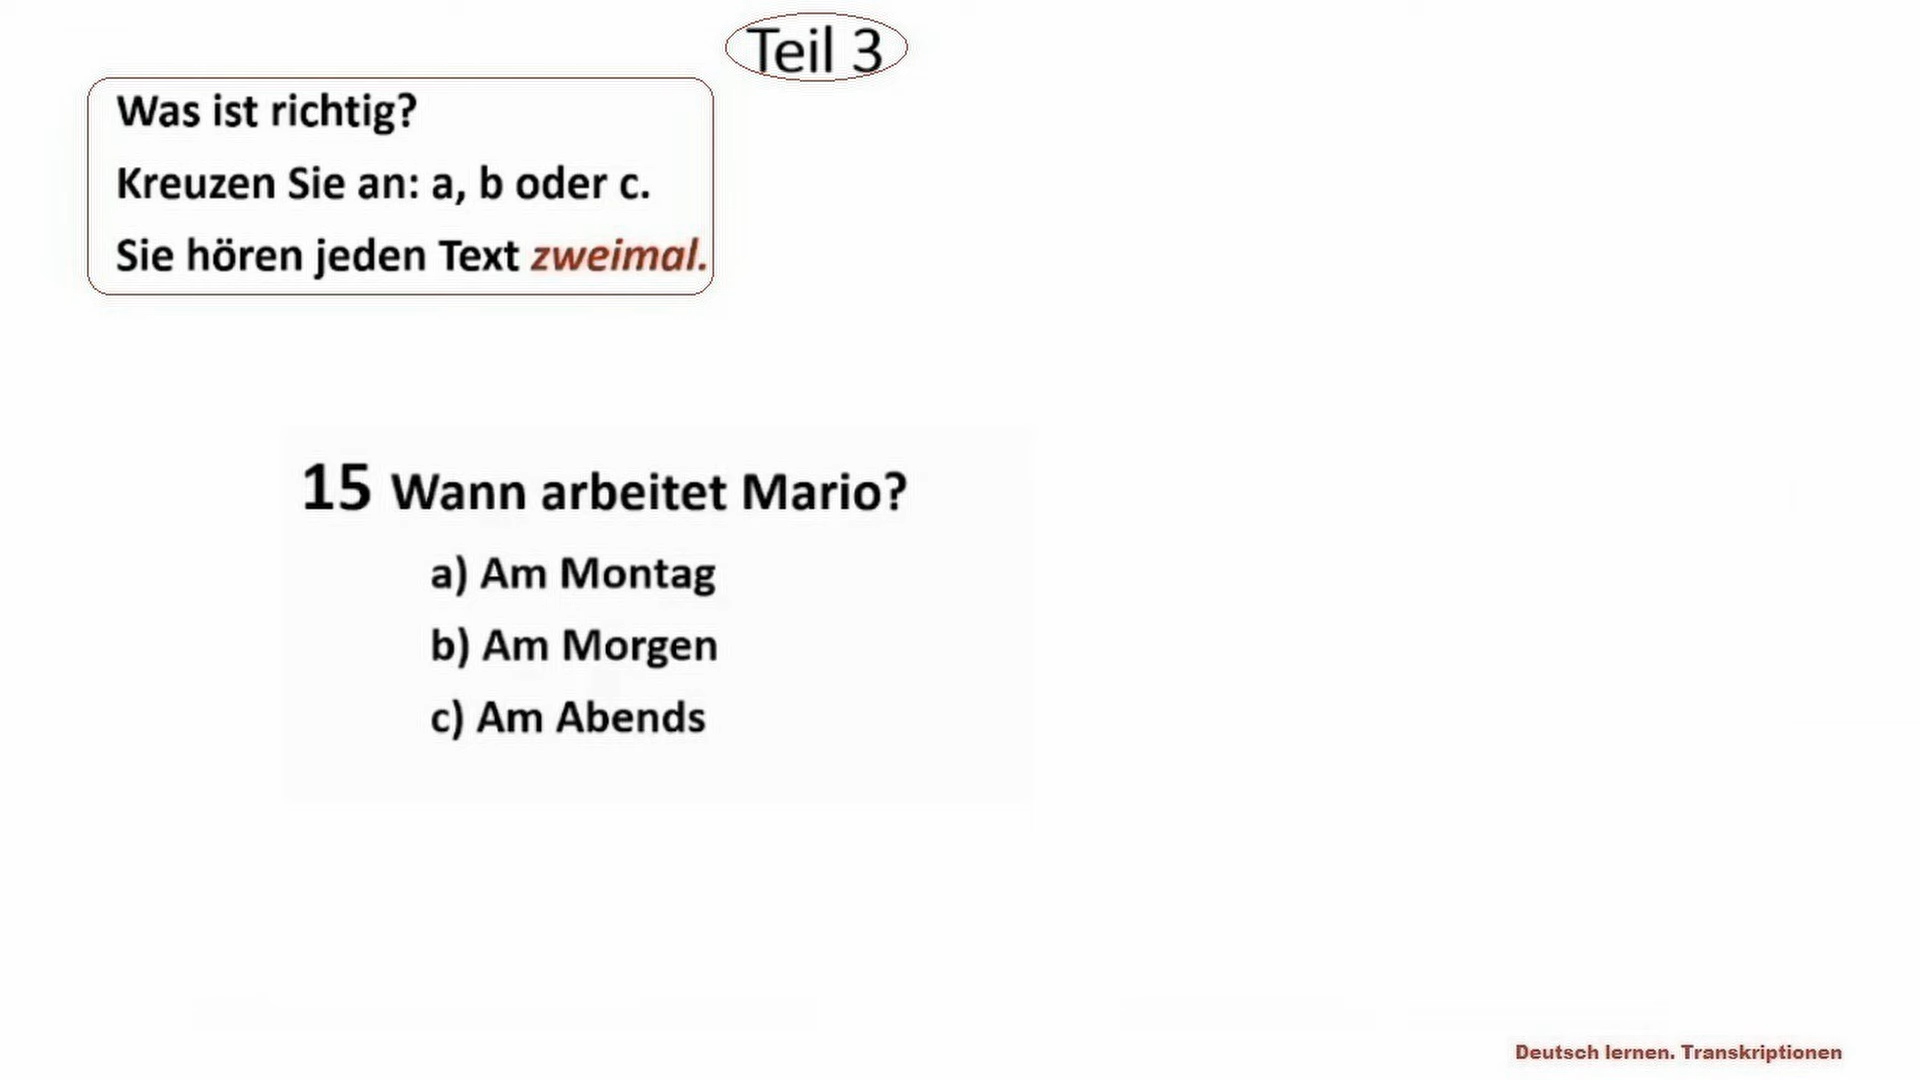 Teil 3
Was ist richtig?
Kreuzen Sie an: a, b oder c.
Sie hören jeden Text zweimal.
15 Wann arbeitet Mario?
a) Am Montag
b) Am Morgen
c) Am Abends
Deutsch lernen. Transkriptionen